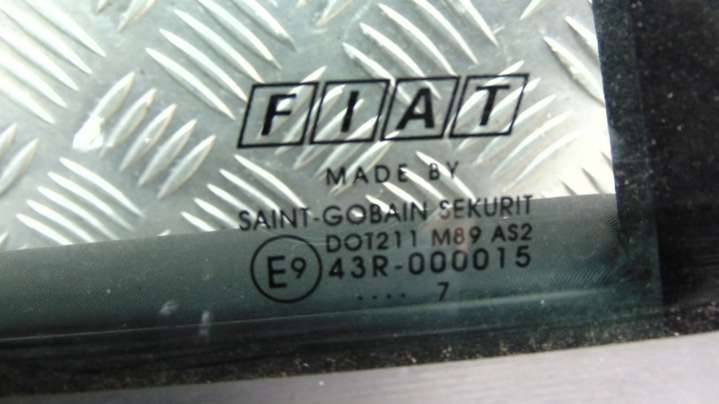 FIAT
MADE BY
SAINT-GOBAIN SEKURIT
DOT211 M89 AS2
E9 43R-000015
.... 7 ..